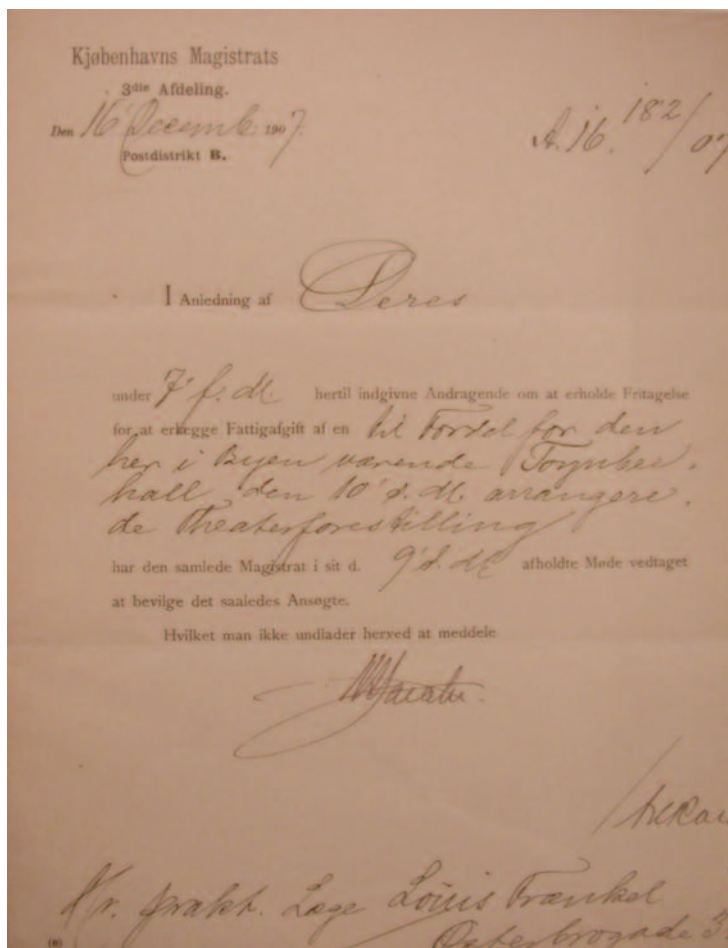 Kjøbenhavns Magistrats
3die Afdeling.
Den 16' Decemb. 1907.
Postdistrikt B.
A. 16. 182/07
I Anledning af Deres
under 7' f. M. hertil indgivne Andragende om at erholde Fritagelse
for at erlægge Fattigafgift af en til Fordel for den
her i Byen værende Toynbee-
hall den 10' d. M. arrangere-
de Theaterforestilling
har den samlede Magistrat i sit d. 9' d. M. afholdte Møde vedtaget
at bevilge det saaledes Ansøgte.
Hvilket man ikke undlader herved at meddele
Hr. prakt. Læge Louis Frænkel
Østerbrogade
(6)